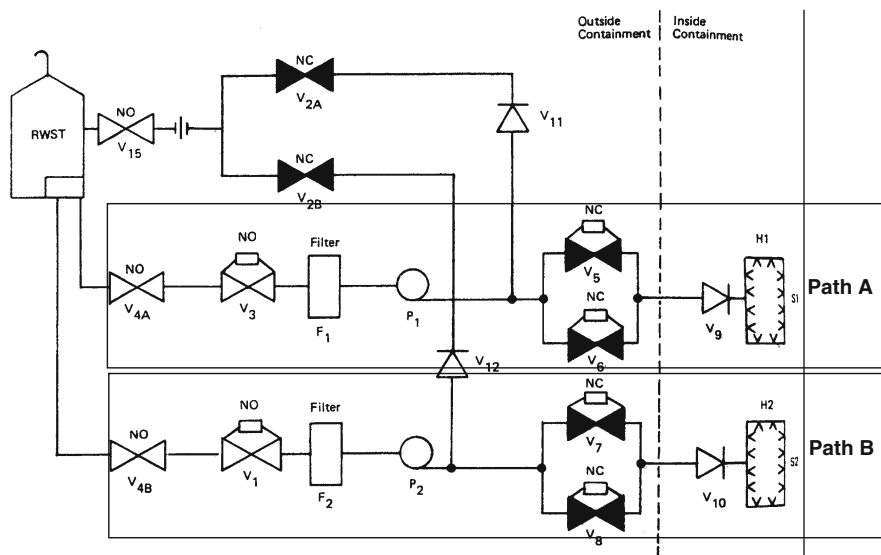 Outside
Containment
Inside
Containment
NC
V2A
V11
RWST
NO
V15
NC
V2B
NC
V5
H1
NO
V4A
NO
V3
Filter
F1
P1
S1
Path A
NC
V6
V9
V12
NC
V7
H2
NO
V4B
NO
V1
Filter
F2
P2
S2
Path B
NC
V8
V10